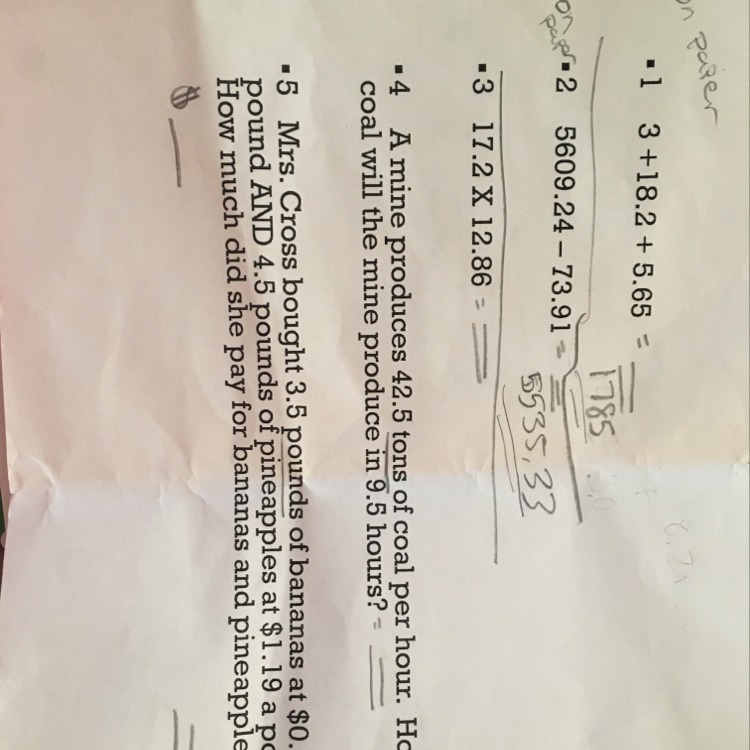 on paper
1 3 +18.2 + 5.65 =
1785
on paper
2 5609.24 – 73.91 =
5535.33
3 17.2 X 12.86 =
4 A mine produces 42.5 tons of coal per hour.
coal will the mine produce in 9.5 hours? =
5 Mrs. Cross bought 3.5 pounds of bananas at $0.
pound AND 4.5 pounds of pineapples at $1.19 a
How much did she pay for bananas and
$